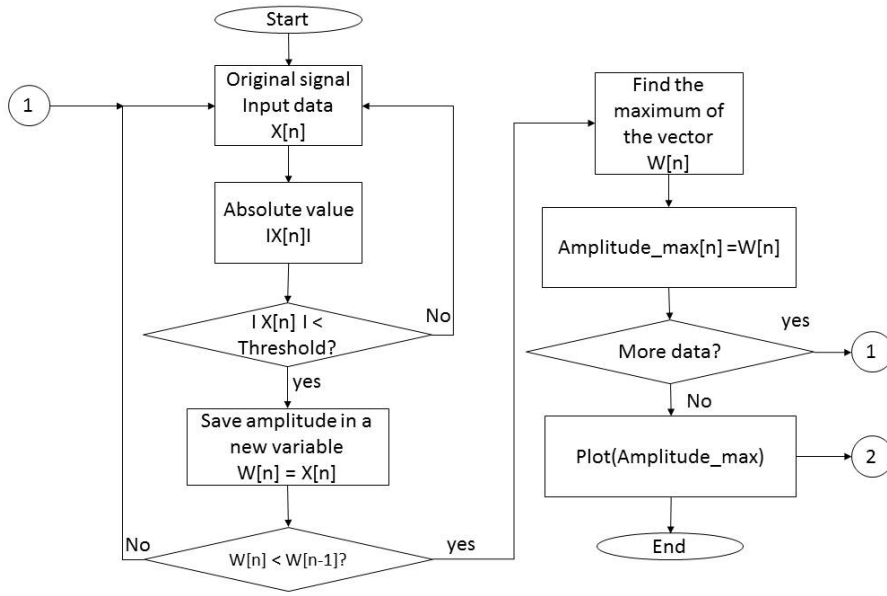 Start
1
Original signal
Input data
X[n]
Absolute value
IX[n]I
I X[n] I <
Threshold?
No
yes
Save amplitude in a
new variable
W[n] = X[n]
W[n] < W[n-1]?
No
yes
Find the
maximum of
the vector
W[n]
Amplitude_max[n] =W[n]
More data?
yes
1
No
Plot(Amplitude_max)
2
End